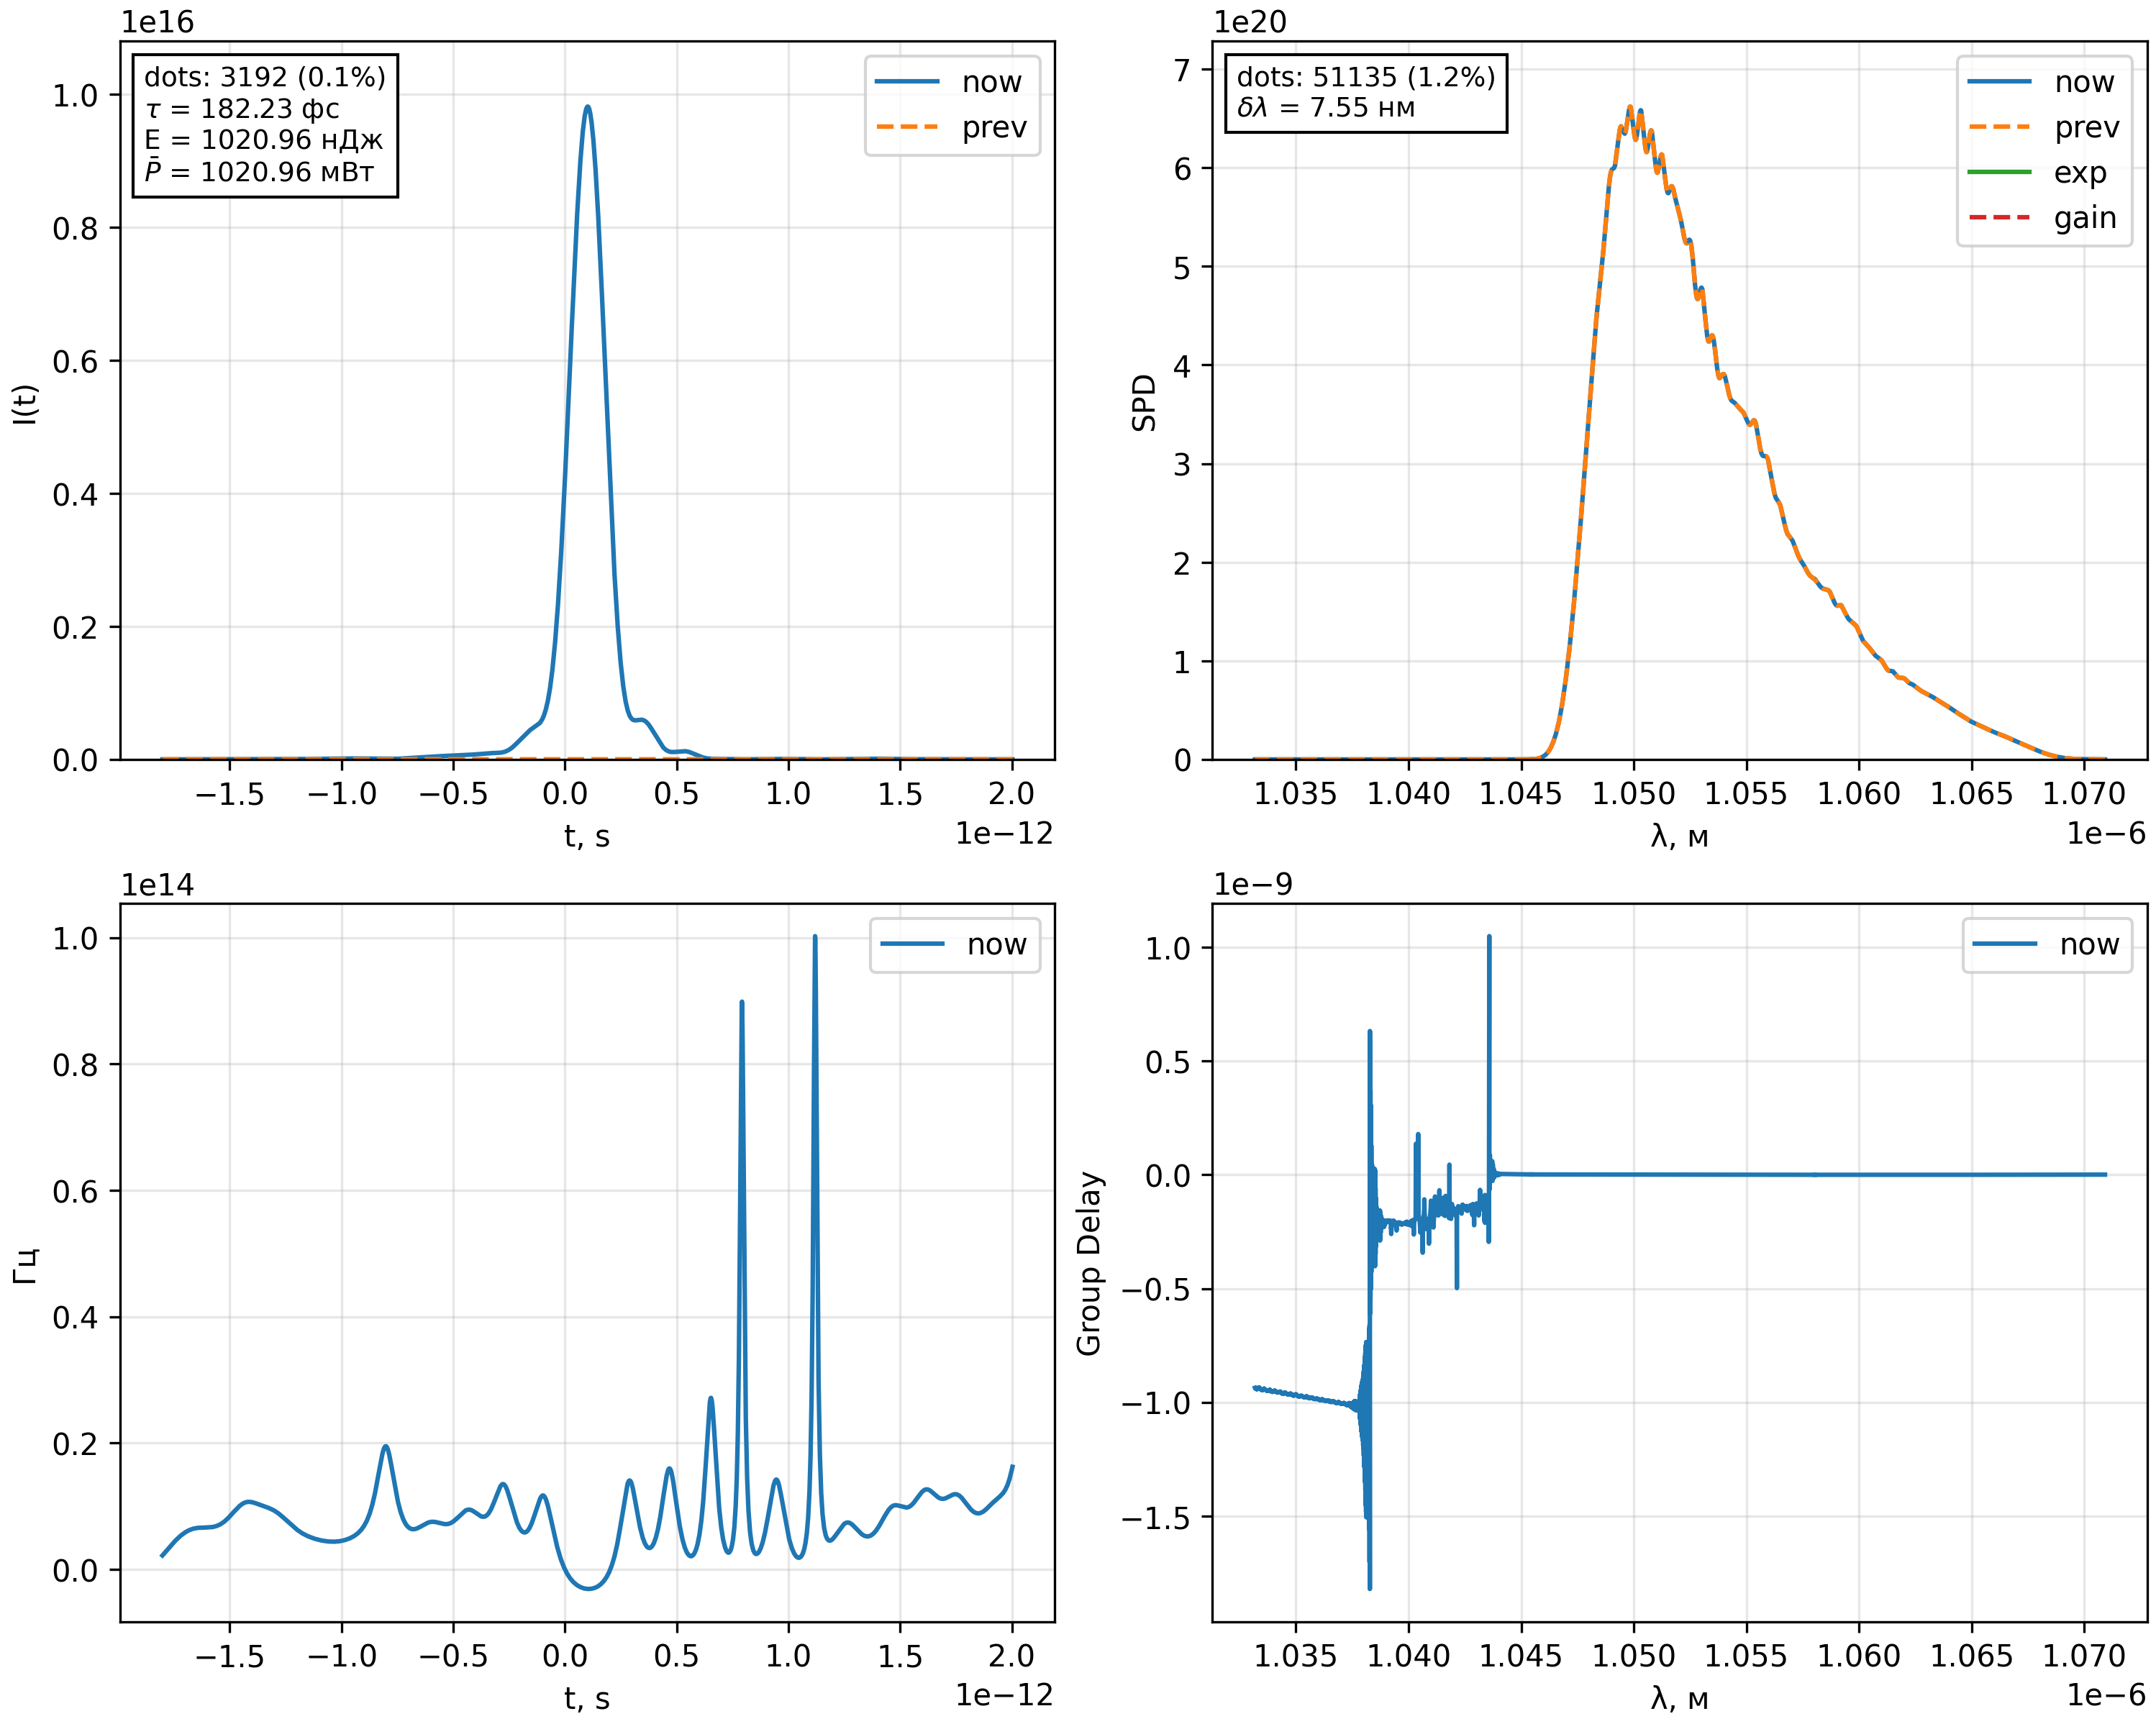 1e16
dots: 3192 (0.1%)
τ = 182.23 фс
E = 1020.96 нДж
P̄ = 1020.96 мВт
now
prev
1.0
0.8
0.6
0.4
0.2
0.0
I(t)
−1.5 −1.0 −0.5 0.0 0.5 1.0 1.5 2.0
t, s
1e−12
1e20
dots: 51135 (1.2%)
δλ = 7.55 нм
now
prev
exp
gain
7
6
5
4
3
2
1
0
SPD
1.035 1.040 1.045 1.050 1.055 1.060 1.065 1.070
λ, м
1e−6
1e14
now
1.0
0.8
0.6
0.4
0.2
0.0
Гц
−1.5 −1.0 −0.5 0.0 0.5 1.0 1.5 2.0
t, s
1e−12
1e−9
now
1.0
0.5
0.0
−0.5
−1.0
−1.5
Group Delay
1.035 1.040 1.045 1.050 1.055 1.060 1.065 1.070
λ, м
1e−6